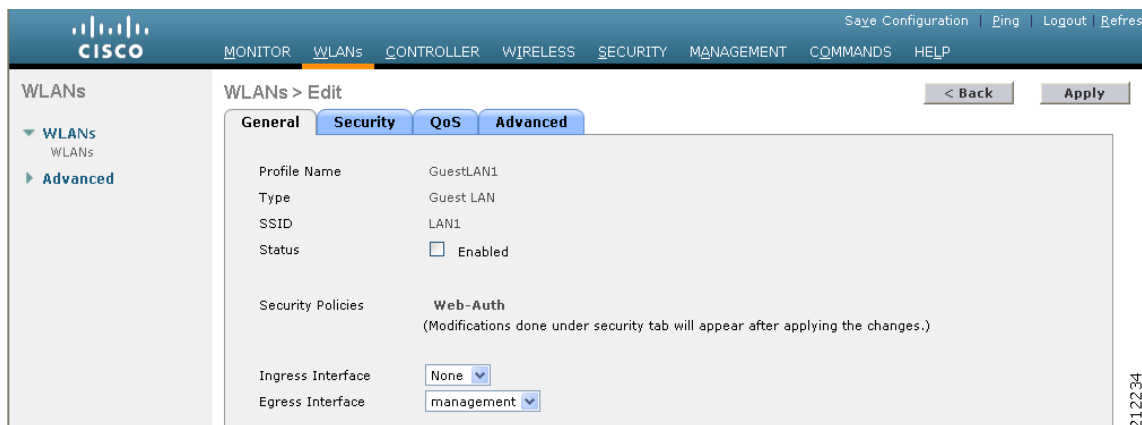 Save Configuration | Ping | Logout | Refres
CISCO
MONITOR WLANs CONTROLLER WIRELESS SECURITY MANAGEMENT COMMANDS HELP
WLANs
WLANs
WLANs
Advanced
WLANs > Edit
< Back Apply
General Security QoS Advanced
Profile Name GuestLAN1
Type Guest LAN
SSID LAN1
Status Enabled
Security Policies Web-Auth
(Modifications done under security tab will appear after applying the changes.)
Ingress Interface None
Egress Interface management
212234